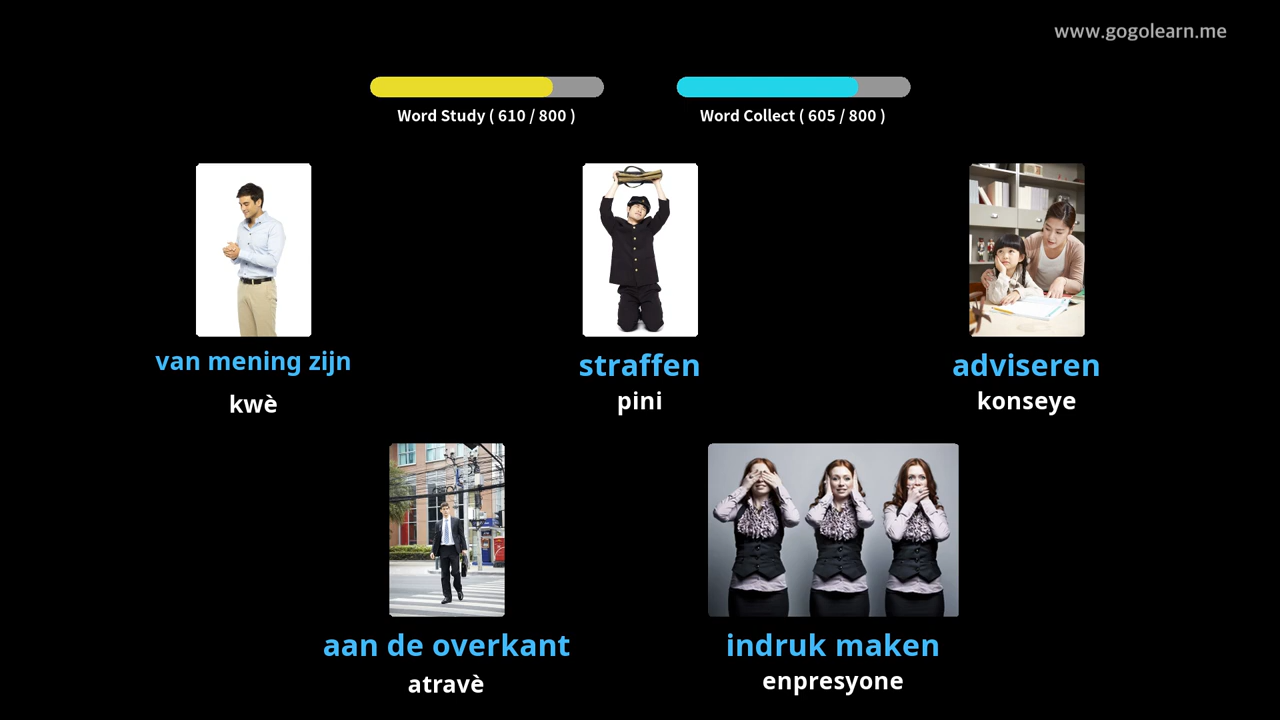 www.gogolearn.me
Word Study ( 610 / 800 )
Word Collect ( 605 / 800 )
van mening zijn
kwè
straffen
pini
adviseren
konseye
aan de overkant
atravè
indruk maken
enpresyone